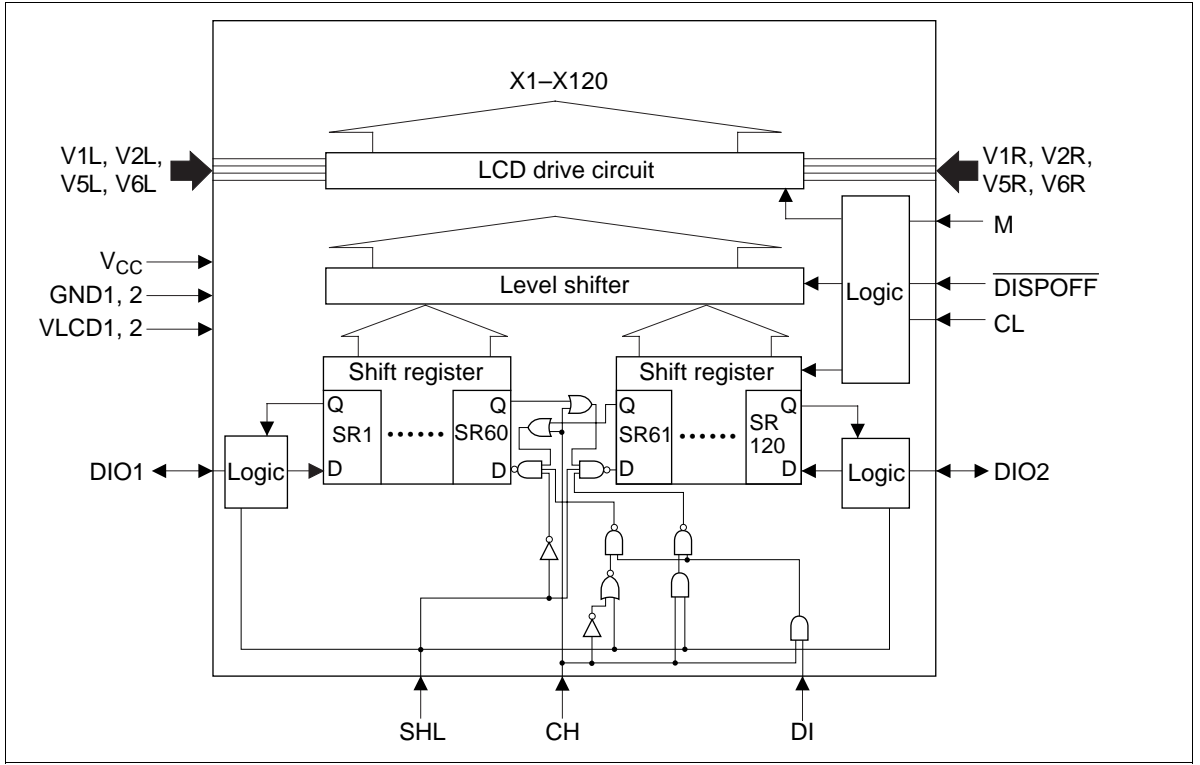 X1–X120
V1L, V2L,
V5L, V6L
LCD drive circuit
V1R, V2R,
V5R, V6R
M
VCC
GND1, 2
VLCD1, 2
Level shifter
Logic
DISPOFF
CL
Shift register
Shift register
Q
SR1
SR60
Q
D
D
Q
SR61
SR
120
Q
D
D
DIO1
Logic
Logic
DIO2
SHL
CH
DI